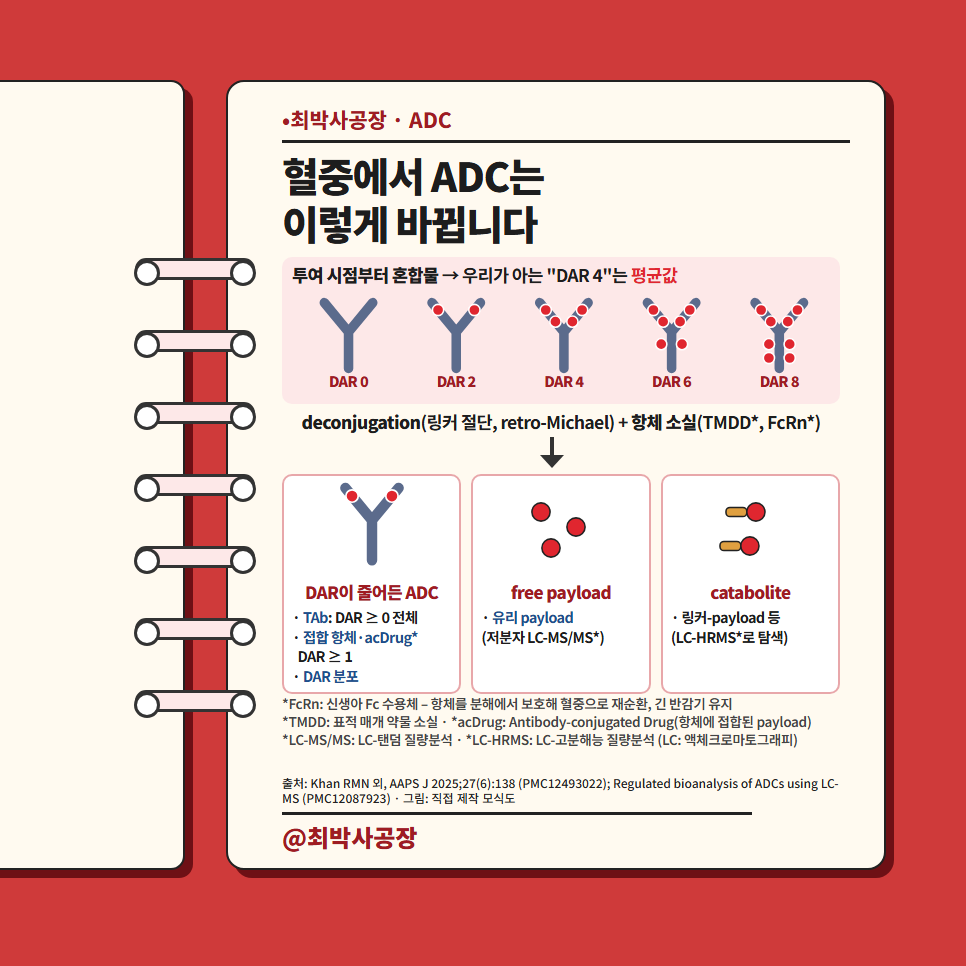 •최박사공장 · ADC
혈중에서 ADC는
이렇게 바뀝니다
투여 시점부터 혼합물 → 우리가 아는 "DAR 4"는 평균값
DAR 0 DAR 2 DAR 4 DAR 6 DAR 8
deconjugation(링커 절단, retro-Michael) + 항체 소실(TMDD*, FcRn*)
DAR이 줄어든 ADC
· TAb: DAR ≥ 0 전체
· 접합 항체·acDrug*
DAR ≥ 1
· DAR 분포
free payload
· 유리 payload
(저분자 LC-MS/MS*)
catabolite
· 링커-payload 등
(LC-HRMS*로 탐색)
*FcRn: 신생아 Fc 수용체 – 항체를 분해에서 보호해 혈중으로 재순환, 긴 반감기 유지
*TMDD: 표적 매개 약물 소실 · *acDrug: Antibody-conjugated Drug(항체에 접합된 payload)
*LC-MS/MS: LC-탠덤 질량분석 · *LC-HRMS: LC-고분해능 질량분석 (LC: 액체크로마토그래피)
출처: Khan RMN 외, AAPS J 2025;27(6):138 (PMC12493022); Regulated bioanalysis of ADCs using LC-
MS (PMC12087923) · 그림: 직접 제작 모식도
@최박사공장